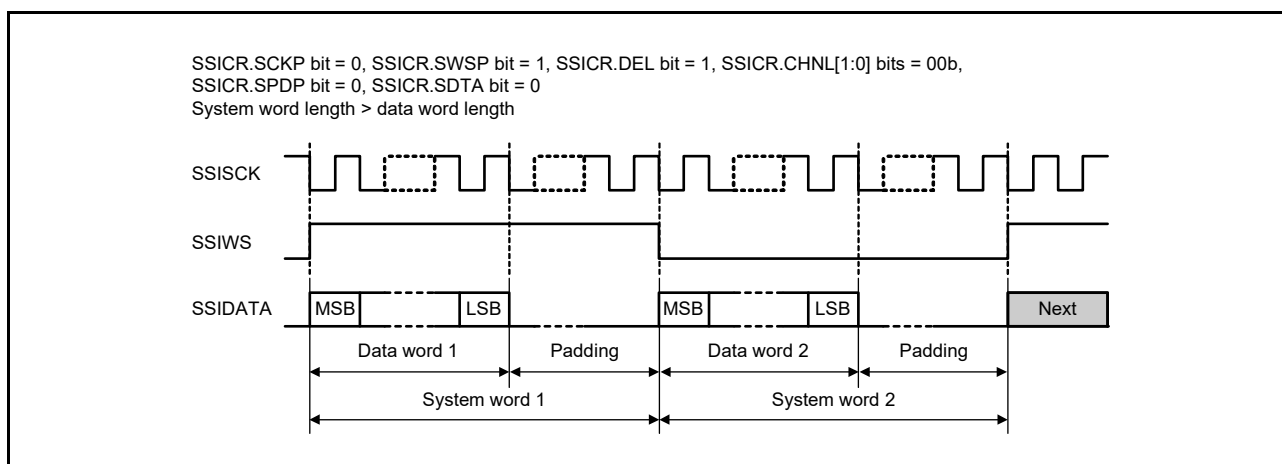 SSICR.SCKP bit = 0, SSICR.SWSP bit = 1, SSICR.DEL bit = 1, SSICR.CHNL[1:0] bits = 00b,
SSICR.SPDP bit = 0, SSICR.SDTA bit = 0
System word length > data word length
SSISCK
SSIWS
SSIDATA MSB LSB MSB LSB Next
Data word 1 Padding Data word 2 Padding
System word 1 System word 2